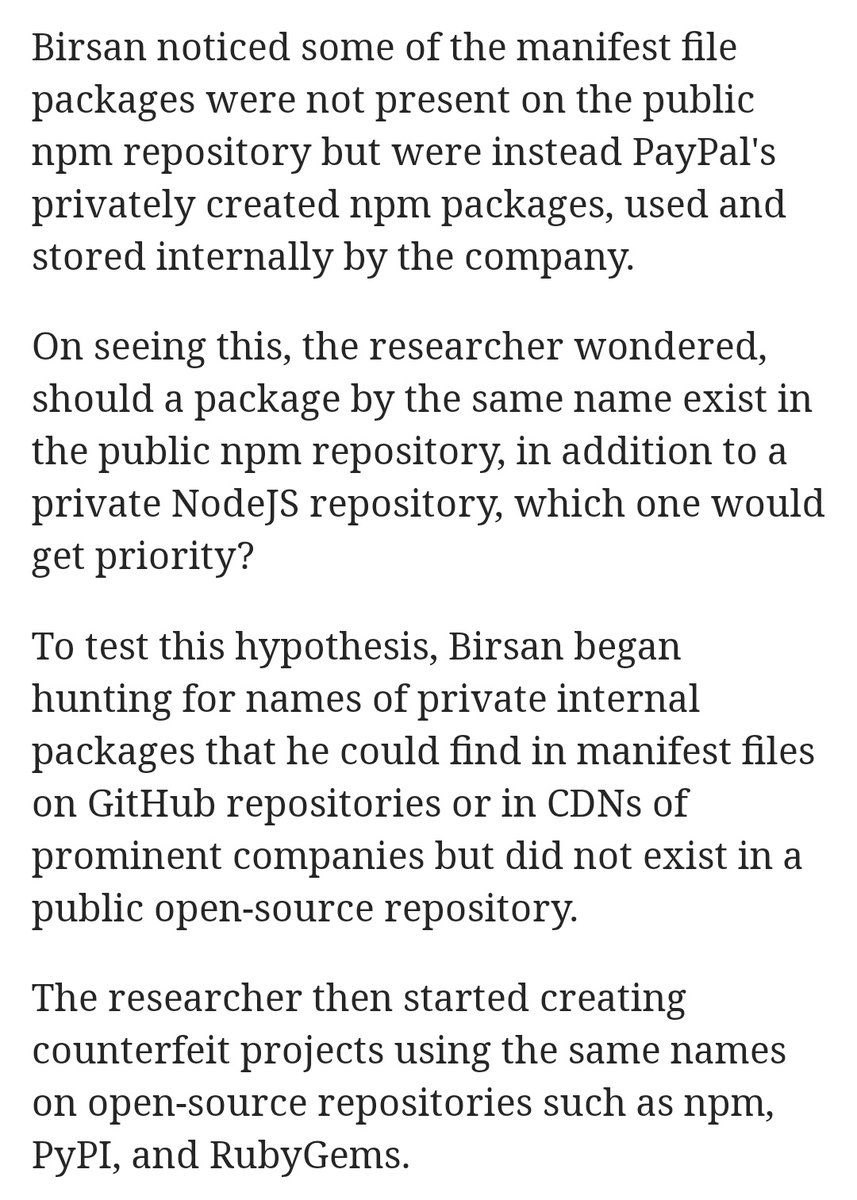 Birsan noticed some of the manifest file
packages were not present on the public
npm repository but were instead PayPal's
privately created npm packages, used and
stored internally by the company.
On seeing this, the researcher wondered,
should a package by the same name exist in
the public npm repository, in addition to a
private NodeJS repository, which one would
get priority?
To test this hypothesis, Birsan began
hunting for names of private internal
packages that he could find in manifest files
on GitHub repositories or in CDNs of
prominent companies but did not exist in a
public open-source repository.
The researcher then started creating
counterfeit projects using the same names
on open-source repositories such as npm,
PyPI, and RubyGems.